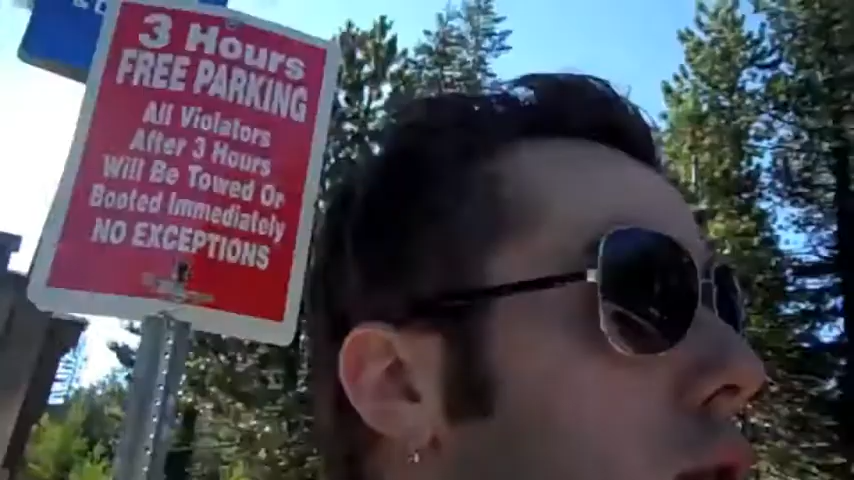 3 Hours
FREE PARKING
All Violators
After 3 Hours
Will Be Towed Or
Booted Immediately
NO EXCEPTIONS